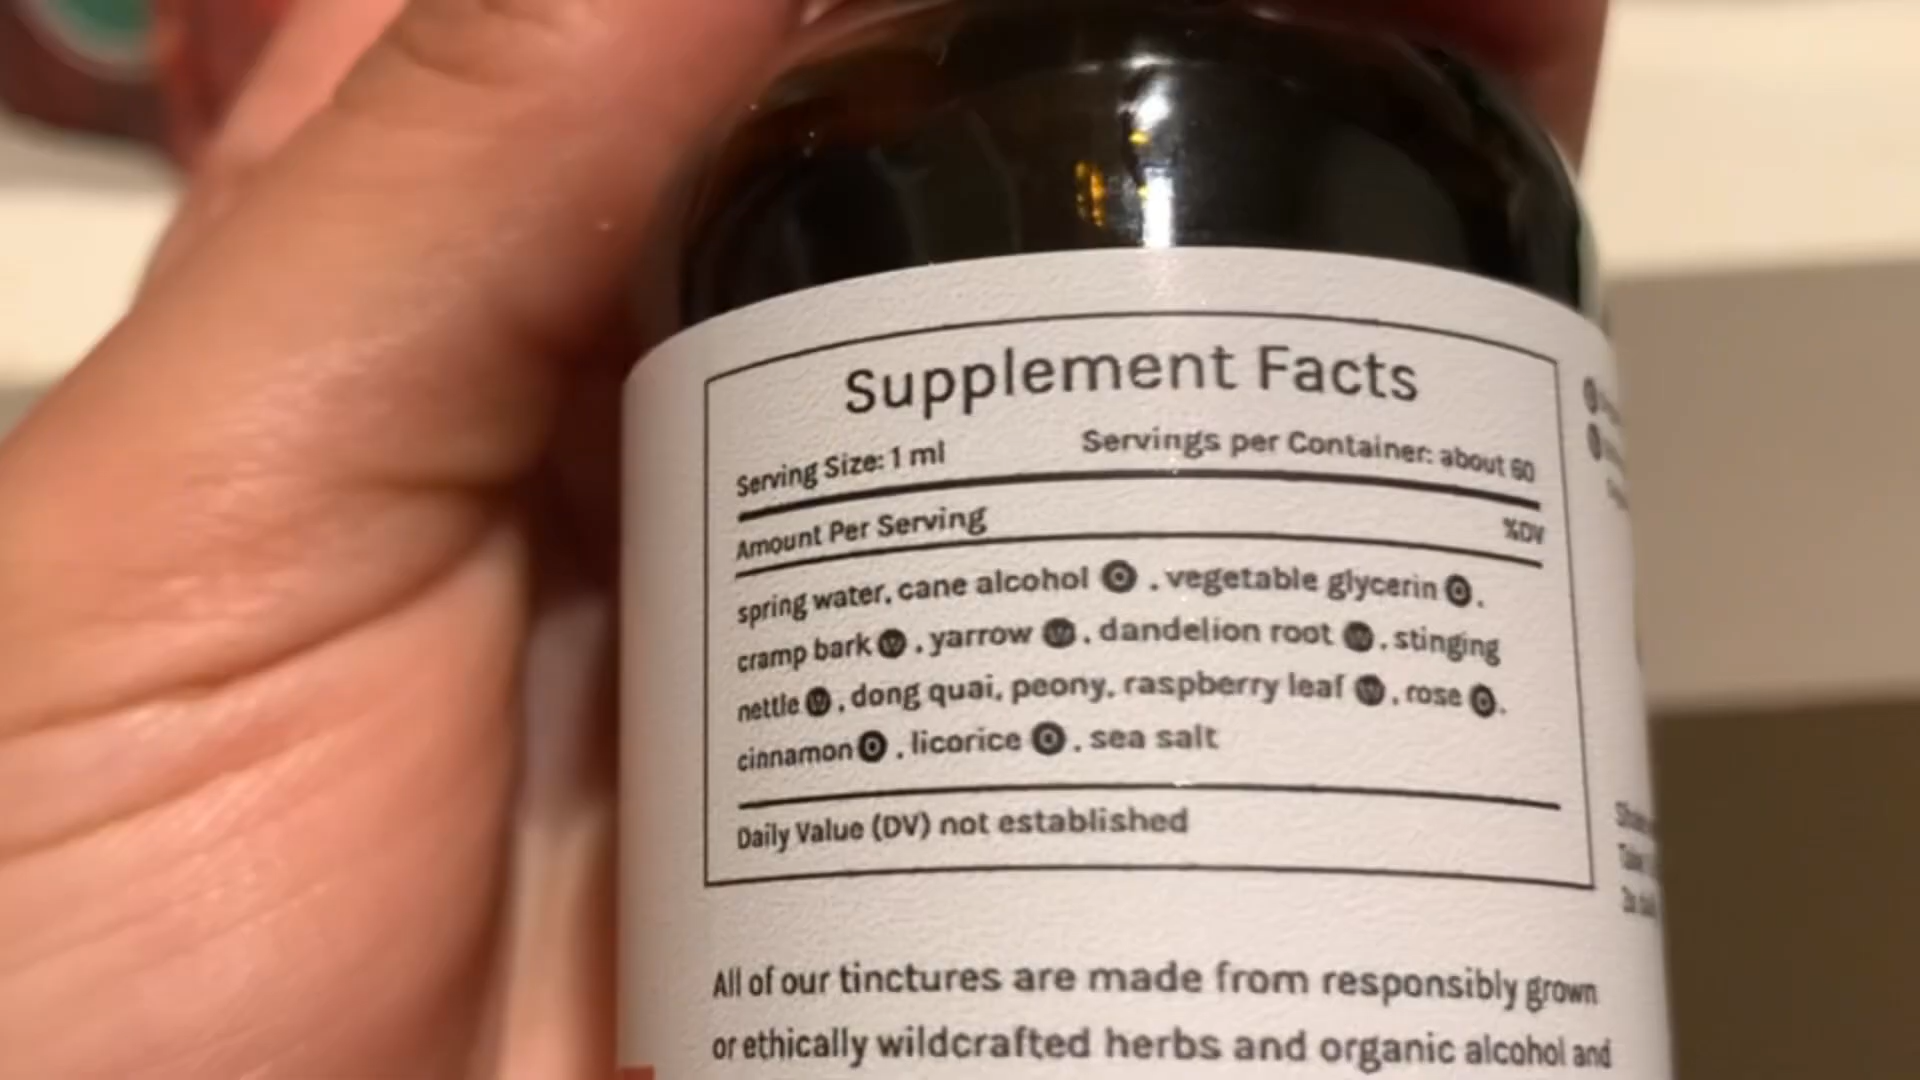 Supplement Facts
Serving Size: 1 ml Servings per Container: about 60
Amount Per Serving %DV
spring water, cane alcohol Ⓞ, vegetable glycerin Ⓞ,
cramp bark Ⓦ, yarrow Ⓦ, dandelion root Ⓦ, stinging
nettle Ⓦ, dong quai, peony, raspberry leaf Ⓦ, rose Ⓞ,
cinnamon Ⓞ, licorice Ⓞ, sea salt
Daily Value (DV) not established
All of our tinctures are made from responsibly grown
or ethically wildcrafted herbs and organic alcohol and